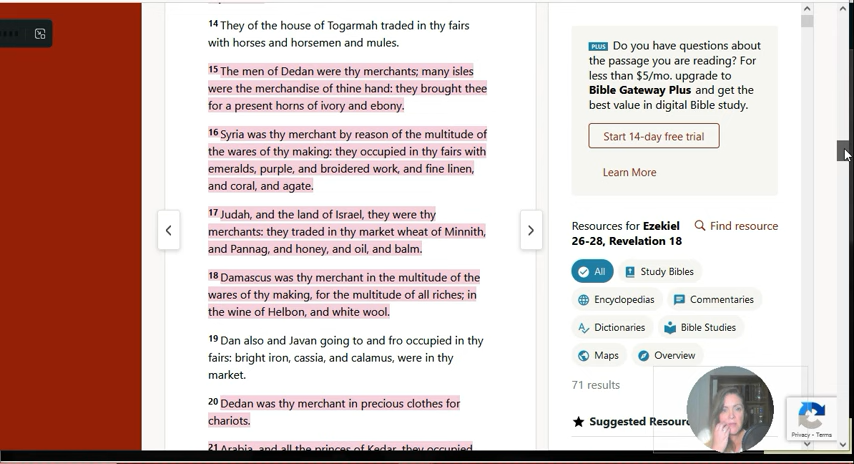 14 They of the house of Togarmah traded in thy fairs
with horses and horsemen and mules.
15 The men of Dedan were thy merchants; many isles
were the merchandise of thine hand: they brought thee
for a present horns of ivory and ebony.
16 Syria was thy merchant by reason of the multitude of
the wares of thy making: they occupied in thy fairs with
emeralds, purple, and broidered work, and fine linen,
and coral, and agate.
17 Judah, and the land of Israel, they were thy
merchants: they traded in thy market wheat of Minnith,
and Pannag, and honey, and oil, and balm.
18 Damascus was thy merchant in the multitude of the
wares of thy making, for the multitude of all riches; in
the wine of Helbon, and white wool.
19 Dan also and Javan going to and fro occupied in thy
fairs: bright iron, cassia, and calamus, were in thy
market.
20 Dedan was thy merchant in precious clothes for
chariots.
21 Arabia, and all the princes of Kedar, they occupied
PLUS Do you have questions about
the passage you are reading? For
less than $5/mo. upgrade to
Bible Gateway Plus and get the
best value in digital Bible study.
Start 14-day free trial
Learn More
Resources for Ezekiel
26-28, Revelation 18
Find resource
All Study Bibles
Encyclopedias Commentaries
Dictionaries Bible Studies
Maps Overview
71 results
Suggested
Privacy - Terms